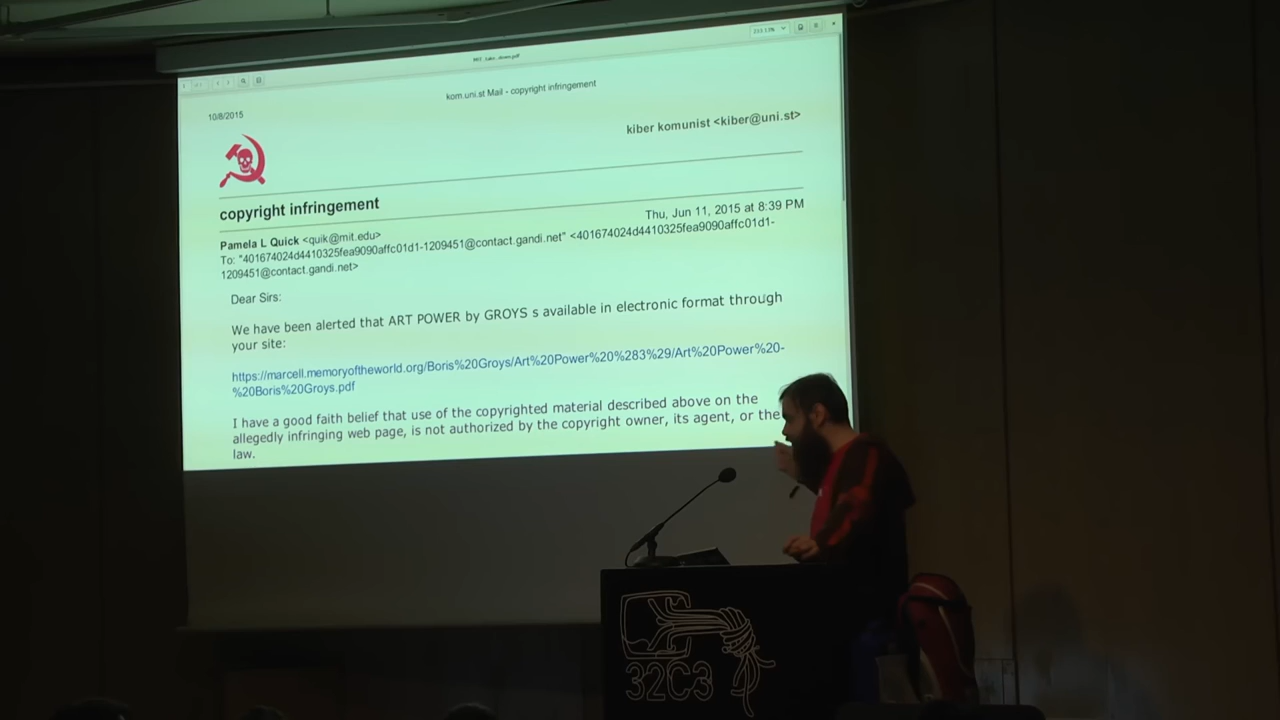 233.13%
kom.uni.st Mail - copyright infringement
10/8/2015
kiber komunist <kiber@uni.st>
copyright infringement
Thu, Jun 11, 2015 at 8:39 PM
Pamela L Quick <quik@mit.edu>
To: "401674024d4410325fea9090affc01d1-1209451@contact.gandi.net" <401674024d4410325fea9090affc01d1-
1209451@contact.gandi.net>
Dear Sirs:
We have been alerted that ART POWER by GROYS s available in electronic format through
your site:
https://marcell.memoryoftheworld.org/Boris%20Groys/Art%20Power%20%283%29/Art%20Power%20-
%20Boris%20Groys.pdf
I have a good faith belief that use of the copyrighted material described above on the
allegedly infringing web page, is not authorized by the copyright owner, its agent, or the
law.
32C3